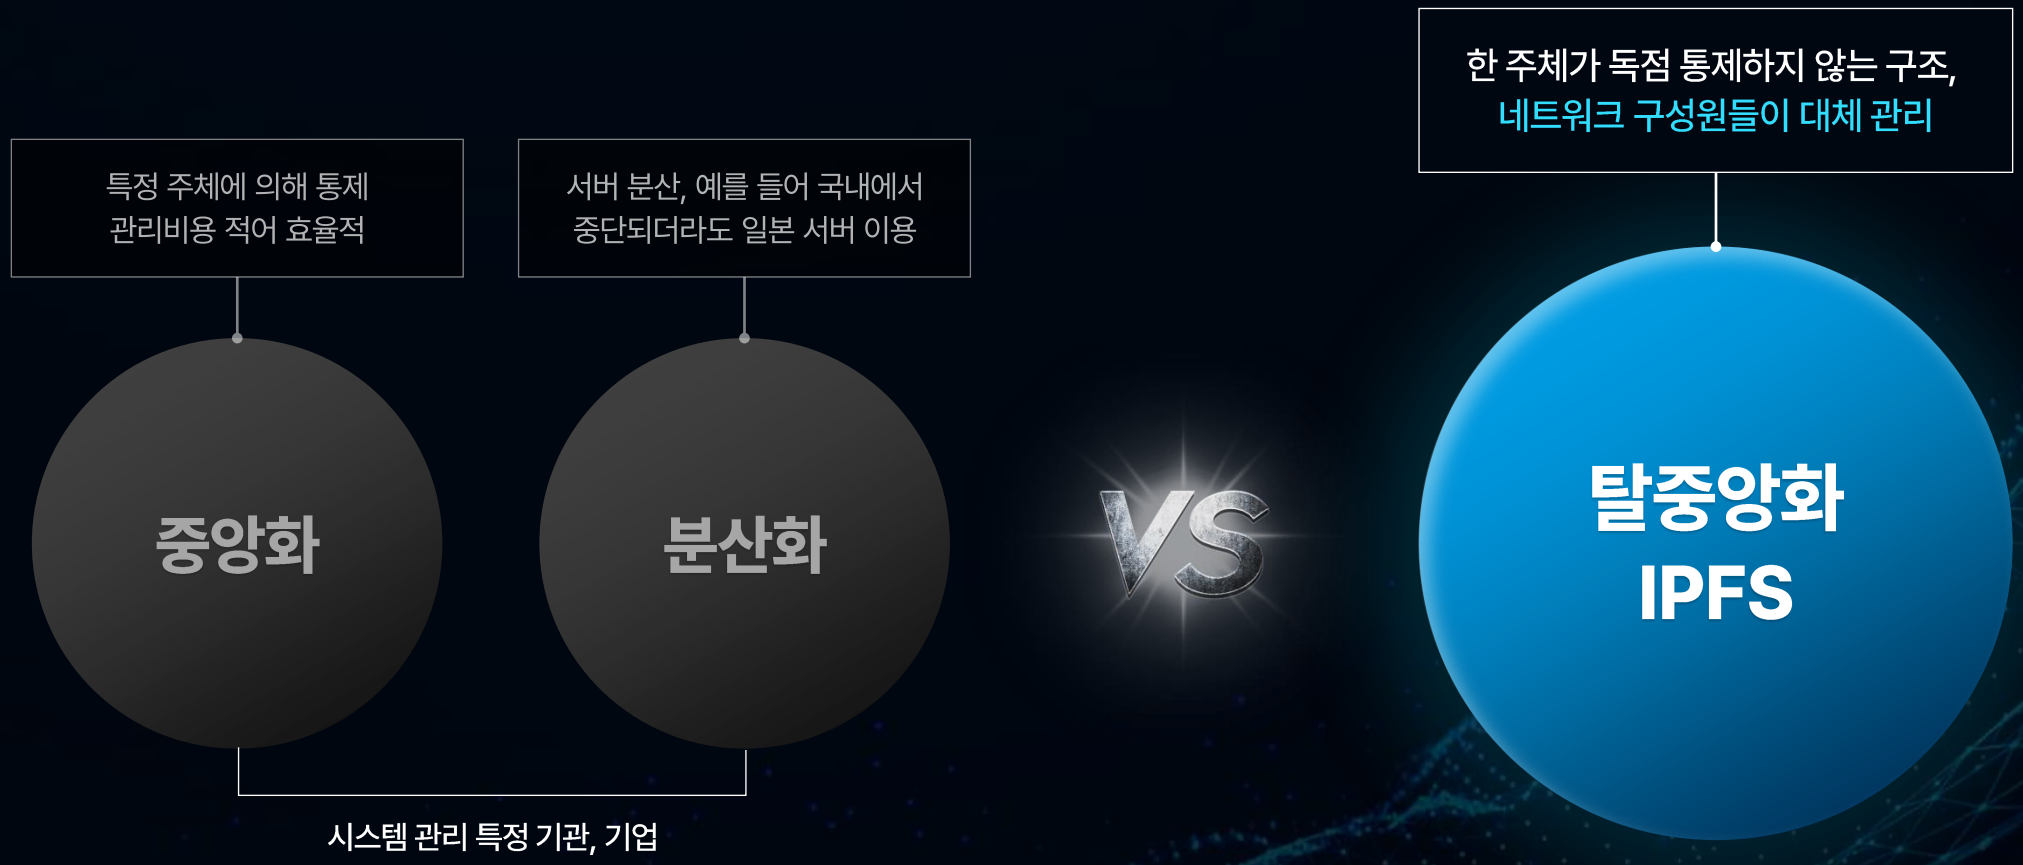 한 주체가 독점 통제하지 않는 구조,
네트워크 구성원들이 대체 관리
특정 주체에 의해 통제
관리비용 적어 효율적
서버 분산, 예를 들어 국내에서
중단되더라도 일본 서버 이용
중앙화
분산화
VS
탈중앙화
IPFS
시스템 관리 특정 기관, 기업